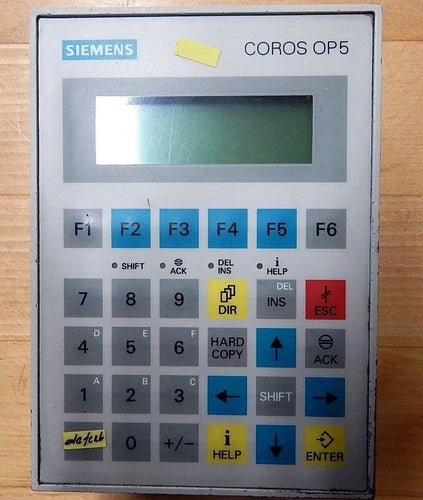 SIEMENS COROS OP5
F1 F2 F3 F4 F5 F6
SHIFT ACK DEL INS i HELP
7 8 9 DIR DEL INS ESC
4 D 5 E 6 F HARD COPY ACK
1 A 2 B 3 C SHIFT
defekt 0 +/- i HELP ENTER